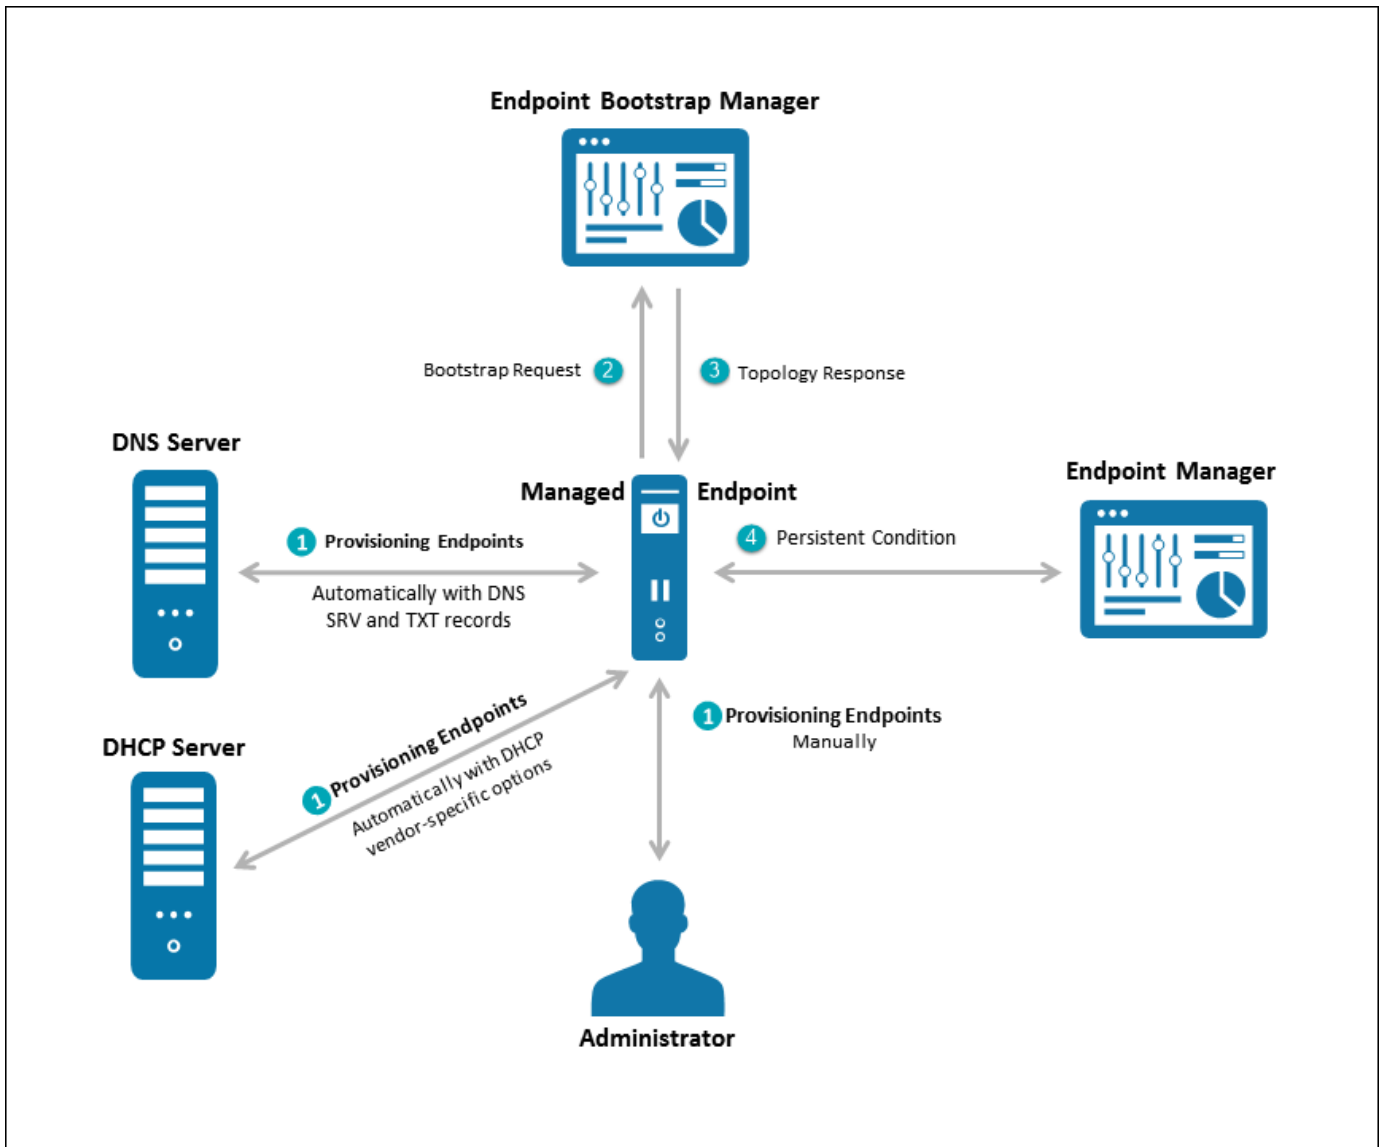 Endpoint Bootstrap Manager
Bootstrap Request 2
3 Topology Response
DNS Server
Endpoint Manager
Managed Endpoint
1 Provisioning Endpoints
Automatically with DNS
SRV and TXT records
4 Persistent Condition
DHCP Server
1 Provisioning Endpoints
Automatically with DHCP
vendor-specific options
1 Provisioning Endpoints
Manually
Administrator